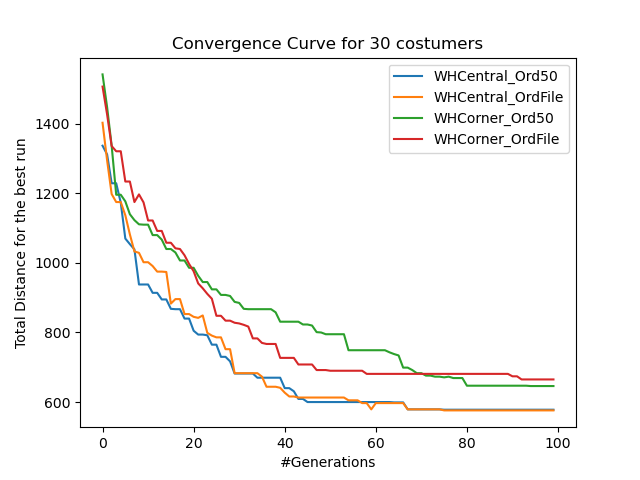 Convergence Curve for 30 costumers
WHCentral_Ord50
WHCentral_OrdFile
WHCorner_Ord50
WHCorner_OrdFile
Total Distance for the best run
1400
1200
1000
800
600
0 20 40 60 80 100
#Generations